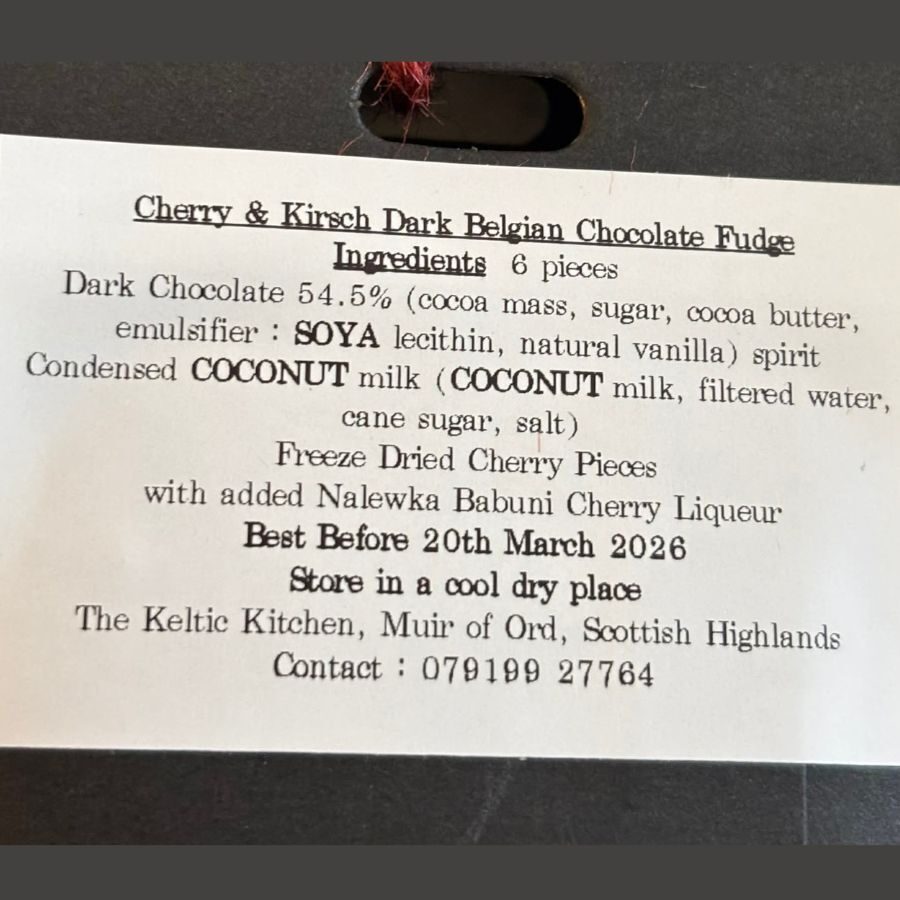 Cherry & Kirsch Dark Belgian Chocolate Fudge
Ingredients 6 pieces
Dark Chocolate 54.5% (cocoa mass, sugar, cocoa butter,
emulsifier : SOYA lecithin, natural vanilla) spirit
Condensed COCONUT milk (COCONUT milk, filtered water,
cane sugar, salt)
Freeze Dried Cherry Pieces
with added Nalewka Babuni Cherry Liqueur
Best Before 20th March 2026
Store in a cool dry place
The Keltic Kitchen, Muir of Ord, Scottish Highlands
Contact : 079199 27764